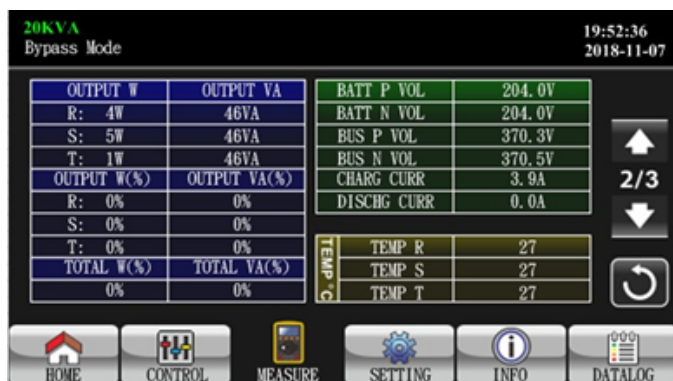 20KVA
Bypass Mode
19:52:36
2018-11-07
OUTPUT W OUTPUT VA
R: 4W 46VA
S: 5W 46VA
T: 1W 46VA
OUTPUT W(%) OUTPUT VA(%)
R: 0% 0%
S: 0% 0%
T: 0% 0%
TOTAL W(%) TOTAL VA(%)
0% 0%
BATT P VOL 204.0V
BATT N VOL 204.0V
BUS P VOL 370.3V
BUS N VOL 370.5V
CHARG CURR 3.9A
DISCHG CURR 0.0A
TEMP °C
TEMP R 27
TEMP S 27
TEMP T 27
2/3
HOME CONTROL MEASURE SETTING INFO DATALOG